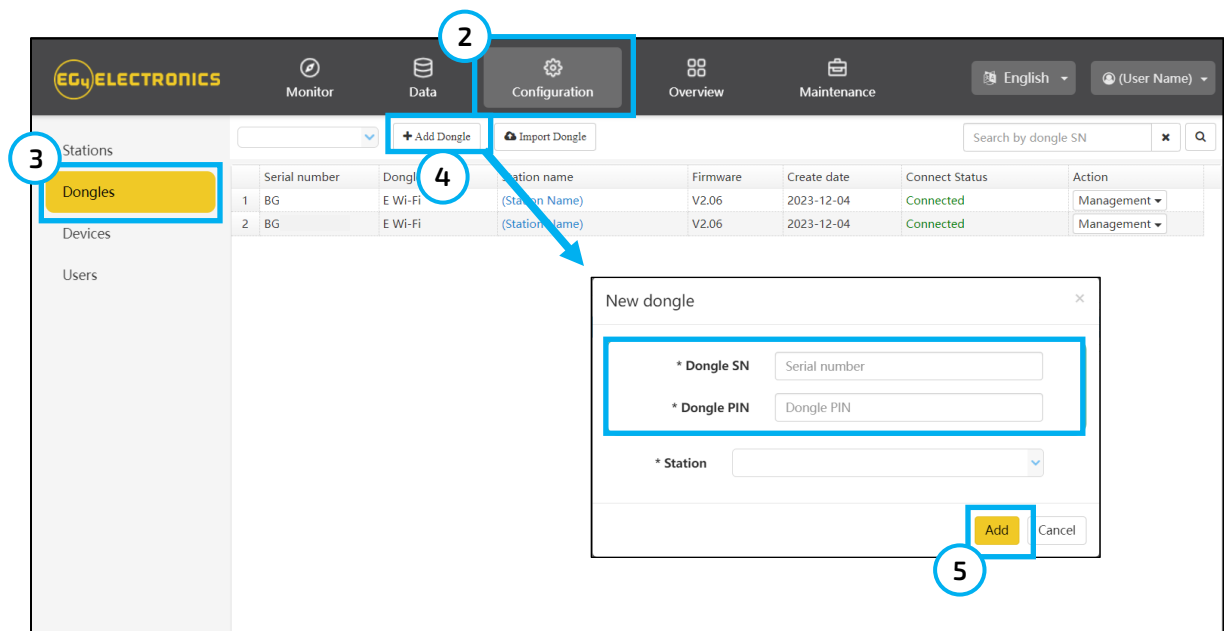 2
EG4 ELECTRONICS
Monitor
Data
Configuration
Overview
Maintenance
English
(User Name)
3
Stations
+ Add Dongle
Import Dongle
Search by dongle SN
4
Dongles
Serial number Dongl Station name Firmware Create date Connect Status Action
1 BG E Wi-Fi (Station Name) V2.06 2023-12-04 Connected Management
2 BG E Wi-Fi (Station Name) V2.06 2023-12-04 Connected Management
Devices
Users
New dongle ×
* Dongle SN Serial number
* Dongle PIN Dongle PIN
* Station
Add Cancel
5